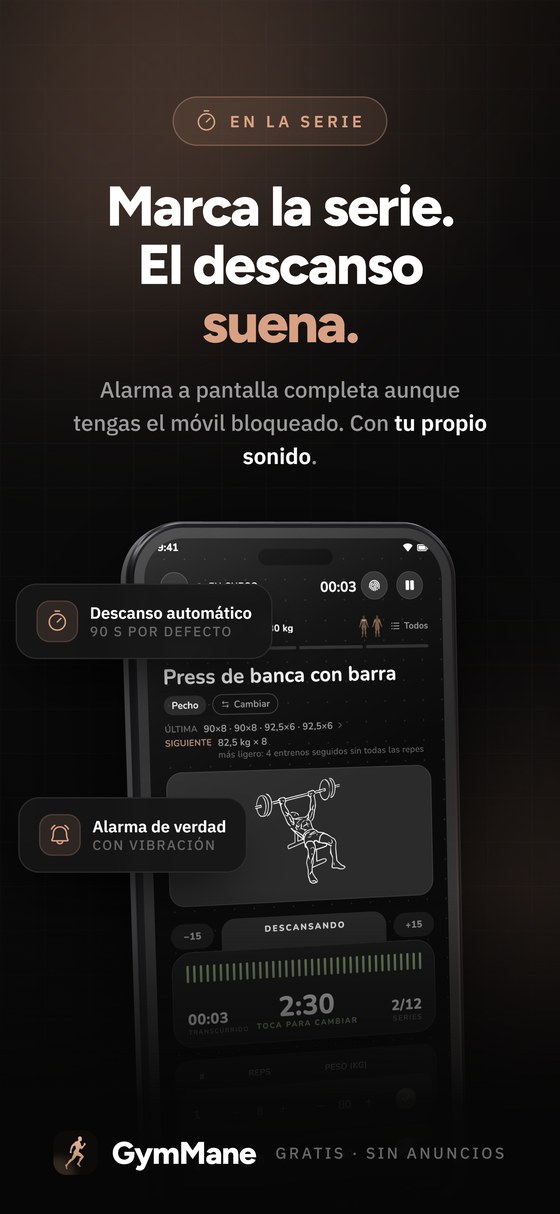 EN LA SERIE
Marca la serie.
El descanso
suena.
Alarma a pantalla completa aunque
tengas el móvil bloqueado. Con tu propio
sonido.
9:41
00:03
Descanso automático
90 S POR DEFECTO
kg
Todos
Press de banca con barra
Pecho
Cambiar
ÚLTIMA 90×8 · 90×8 · 92,5×6 · 92,5×6
SIGUIENTE 82,5 kg × 8
más ligero: 4 entrenos seguidos sin todas las repes
Alarma de verdad
CON VIBRACIÓN
−15
DESCANSANDO
+15
00:03
TRANSCURRIDO
2:30
TOCA PARA CAMBIAR
2/12
SERIES
# REPS PESO (KG)
80
GymMane GRATIS · SIN ANUNCIOS